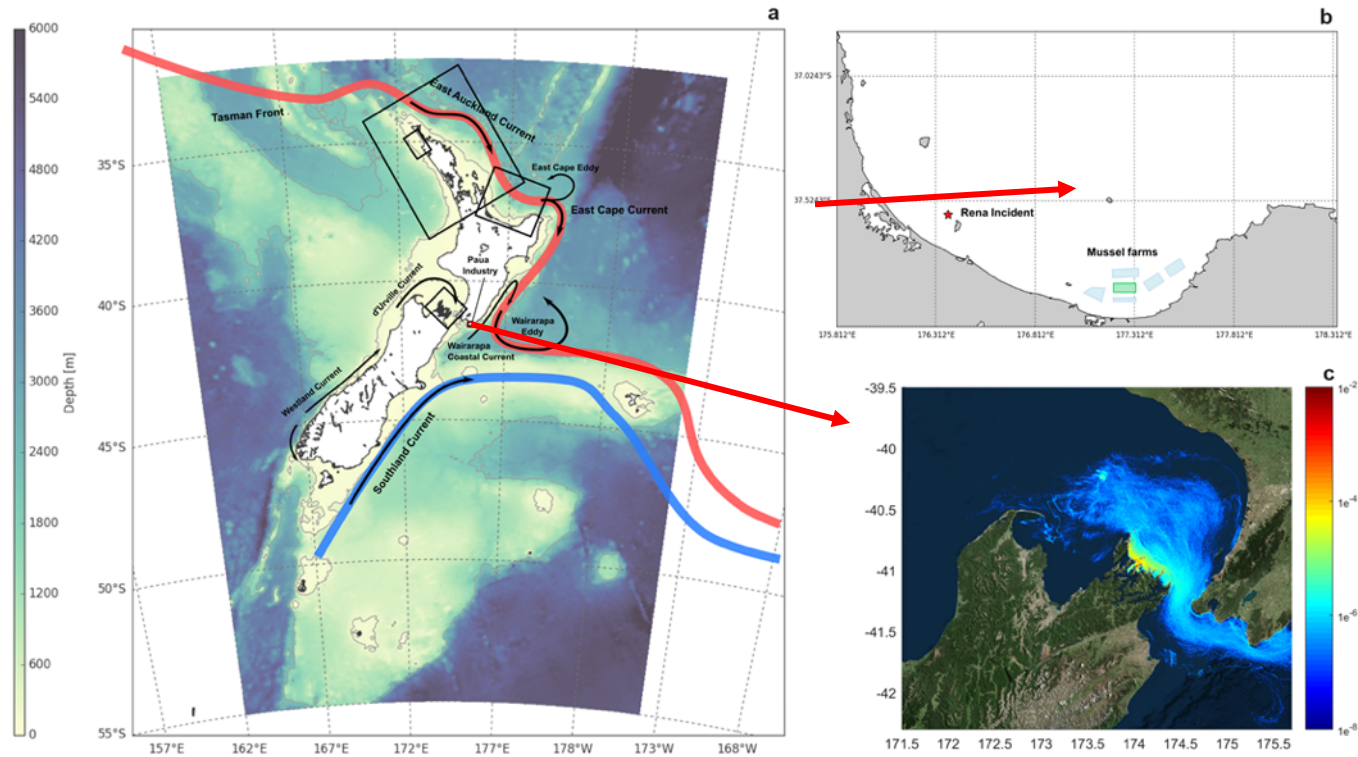 a
6000
5400
4800
4200
3600
3000
2400
1800
1200
600
0
Depth [m]
35°S
40°S
45°S
50°S
55°S
157°E
162°E
167°E
172°E
177°E
178°W
173°W
168°W
Tasman Front
East Auckland Current
East Cape Eddy
East Cape Current
Paua
Industry
d'Urville Current
Wairarapa
Eddy
Wairarapa
Coastal Current
Westland Current
Southland Current
b
37.0243°S
37.5243°S
Rena Incident
Mussel farms
175.812°E
176.312°E
176.812°E
177.312°E
177.812°E
178.312°E
c
-39.5
-40
-40.5
-41
-41.5
-42
171.5
172
172.5
173
173.5
174
174.5
175
175.5
1e-2
1e-4
1e-6
1e-8